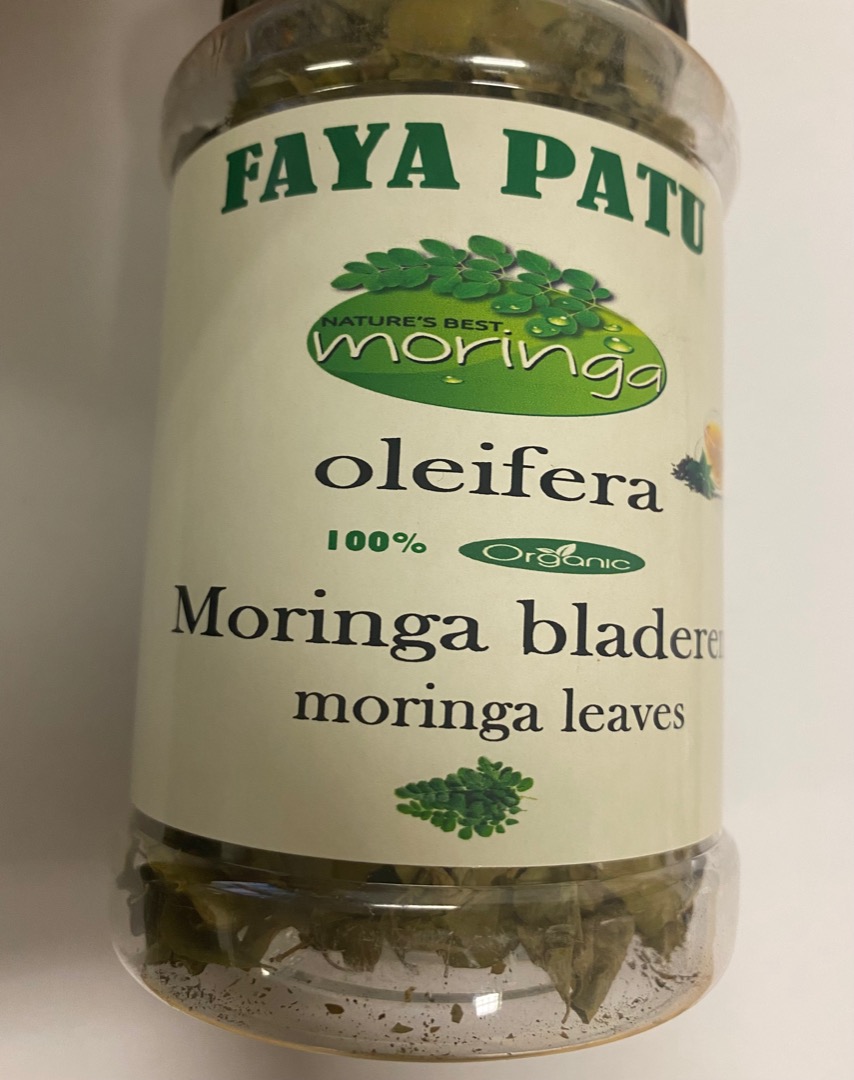 FAYA PATU
NATURE'S BEST
moringa
oleifera
100% Organic
Moringa bladeren
moringa leaves